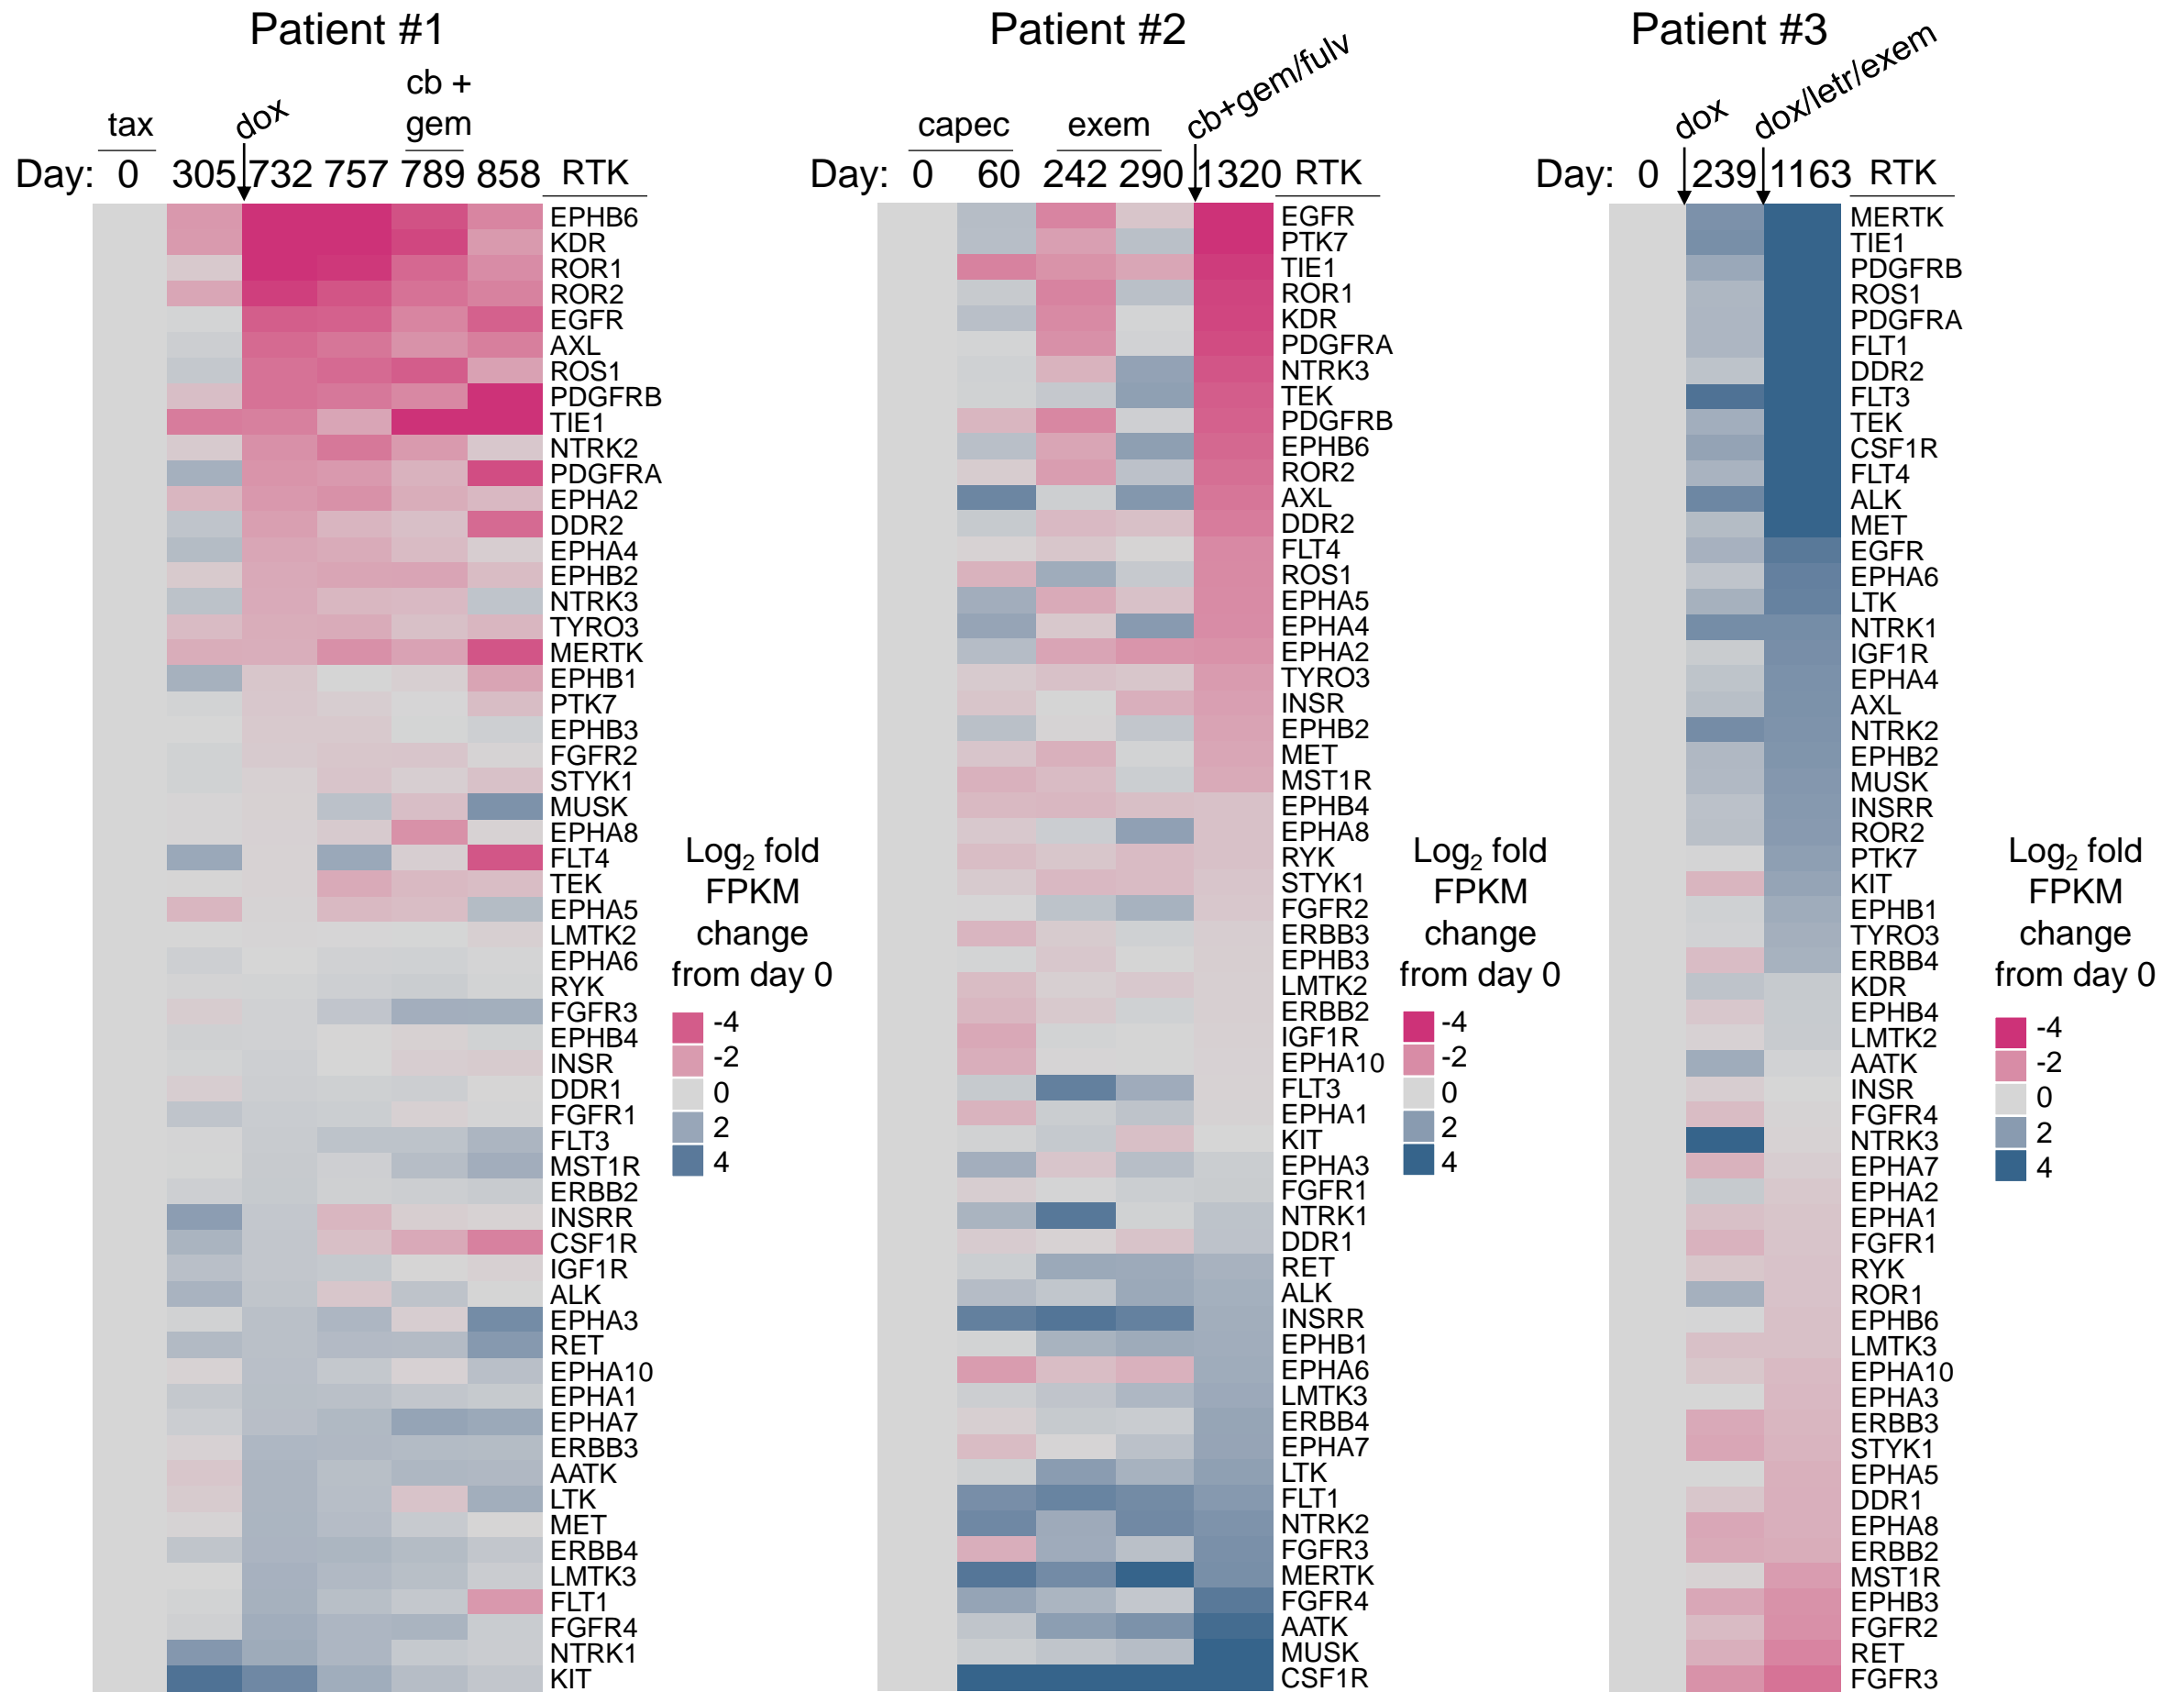 Patient #1
cb +
gem
tax
dox
Day: 0 305 732 757 789 858 RTK
EPHB6
KDR
ROR1
ROR2
EGFR
AXL
ROS1
PDGFRB
TIE1
NTRK2
PDGFRA
EPHA2
DDR2
EPHA4
EPHB2
NTRK3
TYRO3
MERTK
EPHB1
PTK7
EPHB3
FGFR2
STYK1
MUSK
EPHA8
FLT4
TEK
EPHA5
LMTK2
EPHA6
RYK
FGFR3
EPHB4
INSR
DDR1
FGFR1
FLT3
MST1R
ERBB2
INSRR
CSF1R
IGF1R
ALK
EPHA3
RET
EPHA10
EPHA1
EPHA7
ERBB3
AATK
LTK
MET
ERBB4
LMTK3
FLT1
FGFR4
NTRK1
KIT
Log2 fold
FPKM
change
from day 0
-4
-2
0
2
4
Patient #2
capec
exem
cb+gem/fulv
Day: 0 60 242 290 1320 RTK
EGFR
PTK7
TIE1
ROR1
KDR
PDGFRA
NTRK3
TEK
PDGFRB
EPHB6
ROR2
AXL
DDR2
FLT4
ROS1
EPHA5
EPHA4
EPHA2
TYRO3
INSR
EPHB2
MET
MST1R
EPHB4
EPHA8
RYK
STYK1
FGFR2
ERBB3
EPHB3
LMTK2
ERBB2
IGF1R
EPHA10
FLT3
EPHA1
KIT
EPHA3
FGFR1
NTRK1
DDR1
RET
ALK
INSRR
EPHB1
EPHA6
LMTK3
ERBB4
EPHA7
LTK
FLT1
NTRK2
FGFR3
MERTK
FGFR4
AATK
MUSK
CSF1R
Log2 fold
FPKM
change
from day 0
-4
-2
0
2
4
Patient #3
dox
dox/letr/exem
Day: 0 239 1163 RTK
MERTK
TIE1
PDGFRB
ROS1
PDGFRA
FLT1
DDR2
FLT3
TEK
CSF1R
FLT4
ALK
MET
EGFR
EPHA6
LTK
NTRK1
IGF1R
EPHA4
AXL
NTRK2
EPHB2
MUSK
INSRR
ROR2
PTK7
KIT
EPHB1
TYRO3
ERBB4
KDR
EPHB4
LMTK2
AATK
INSR
FGFR4
NTRK3
EPHA7
EPHA2
EPHA1
FGFR1
RYK
ROR1
EPHB6
LMTK3
EPHA10
EPHA3
ERBB3
STYK1
EPHA5
DDR1
EPHA8
ERBB2
MST1R
EPHB3
FGFR2
RET
FGFR3
Log2 fold
FPKM
change
from day 0
-4
-2
0
2
4